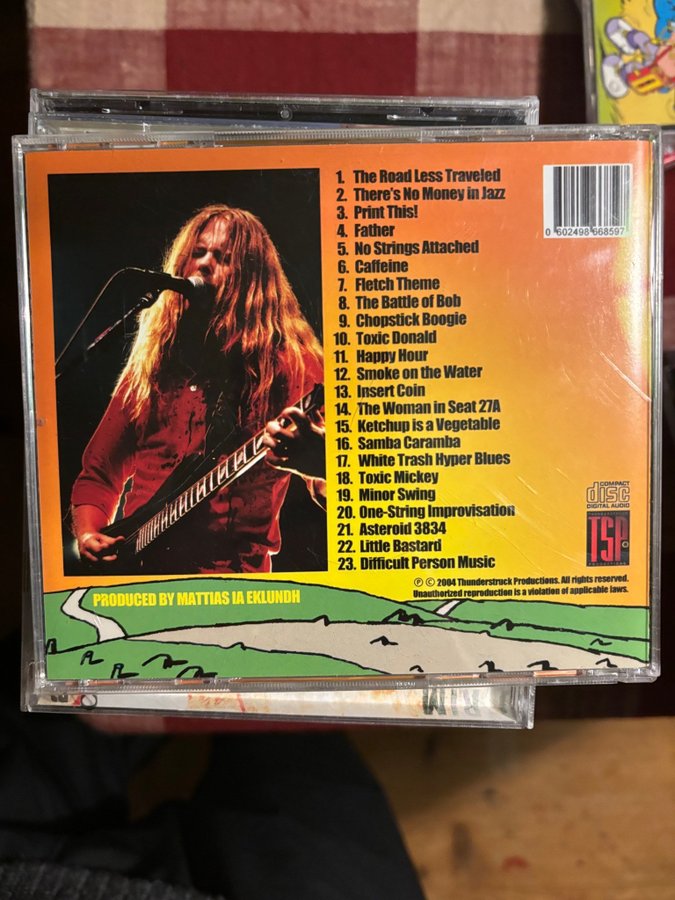 1. The Road Less Traveled
2. There's No Money in Jazz
3. Print This!
4. Father
5. No Strings Attached
6. Caffeine
7. Fletch Theme
8. The Battle of Bob
9. Chopstick Boogie
10. Toxic Donald
11. Happy Hour
12. Smoke on the Water
13. Insert Coin
14. The Woman in Seat 27A
15. Ketchup is a Vegetable
16. Samba Caramba
17. White Trash Hyper Blues
18. Toxic Mickey
19. Minor Swing
20. One-String Improvisation
21. Asteroid 3834
22. Little Bastard
23. Difficult Person Music
0 602498 668597
COMPACT
disc
DIGITAL AUDIO
TSP
℗ © 2004 Thunderstruck Productions. All rights reserved.
Unauthorized reproduction is a violation of applicable laws.
PRODUCED BY MATTIAS IA EKLUNDH